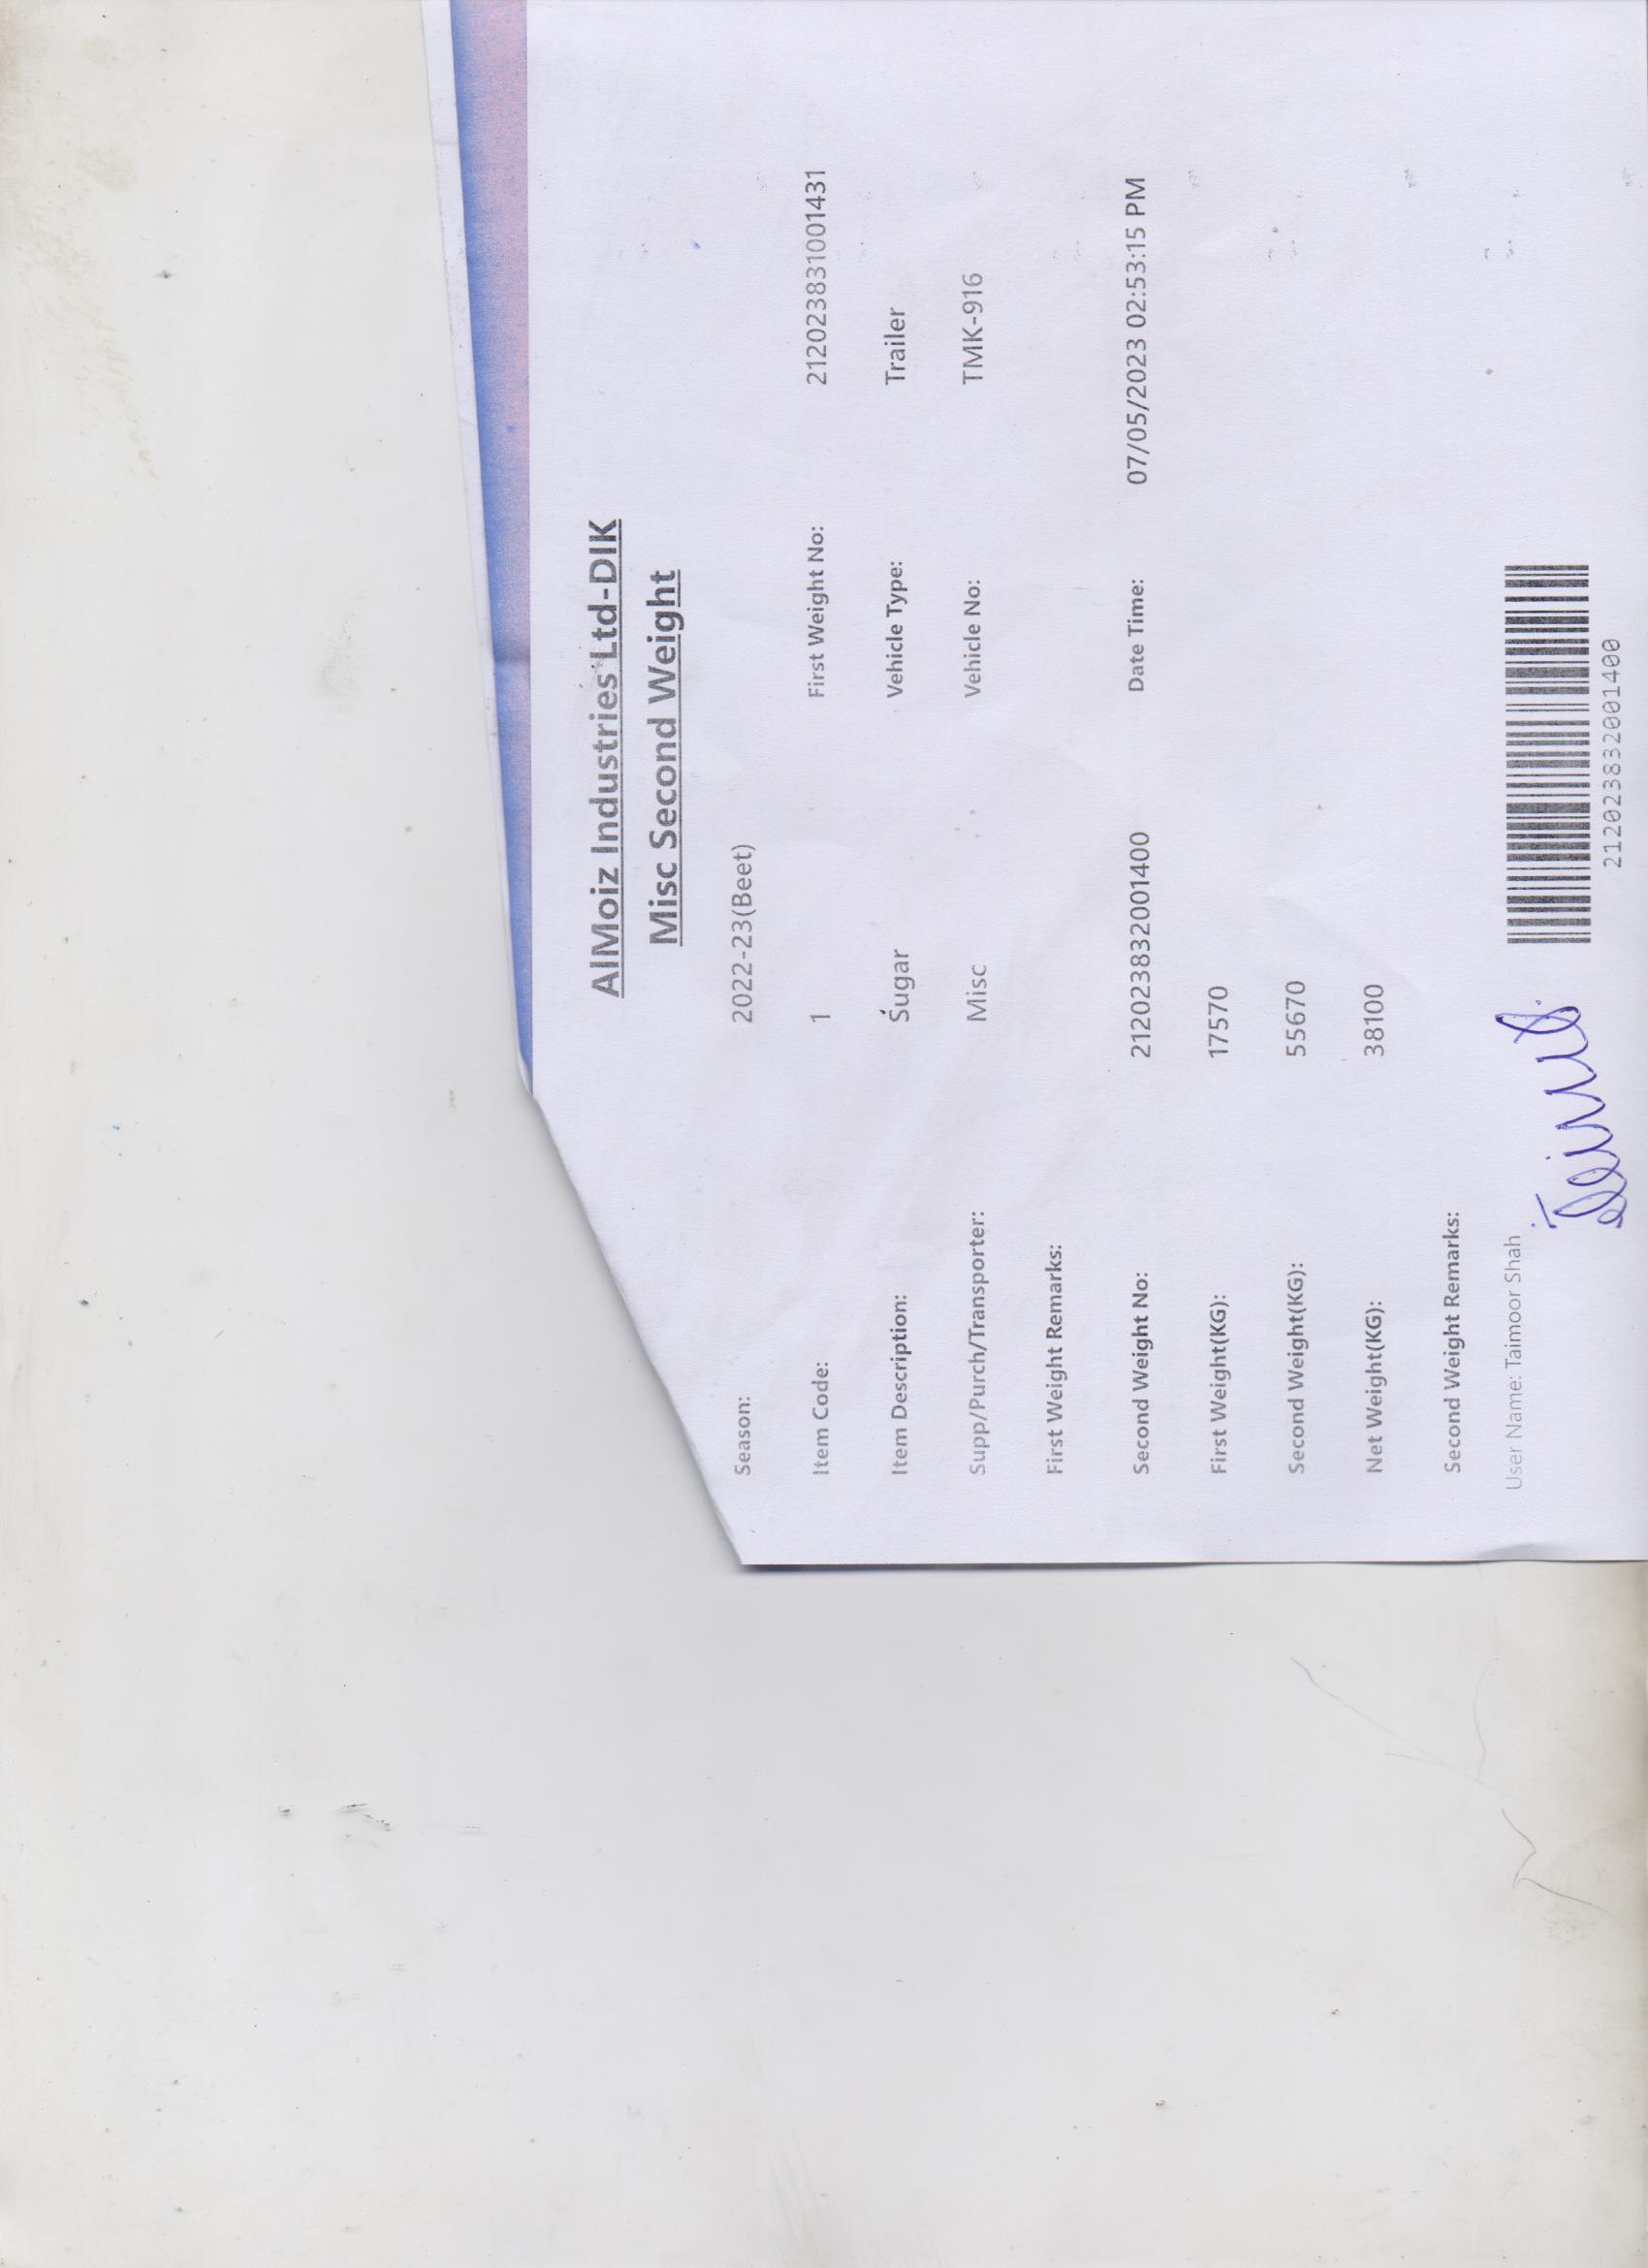 AlMoiz Industries Ltd-DIK
Misc Second Weight
Season: 2022-23(Beet)
Item Code: 1 First Weight No: 2120238310014​31
Item Description: Sugar Vehicle Type: Trailer
Supp/Purch/Transporter: Misc Vehicle No: TMK-916
First Weight Remarks:
Second Weight No: 212023832001400 Date Time: 07/05/2023 02:53:15 PM
First Weight(KG): 17570
Second Weight(KG): 55670
Net Weight(KG): 38100
Second Weight Remarks:
User Name: Taimoor Shah
212023832001400